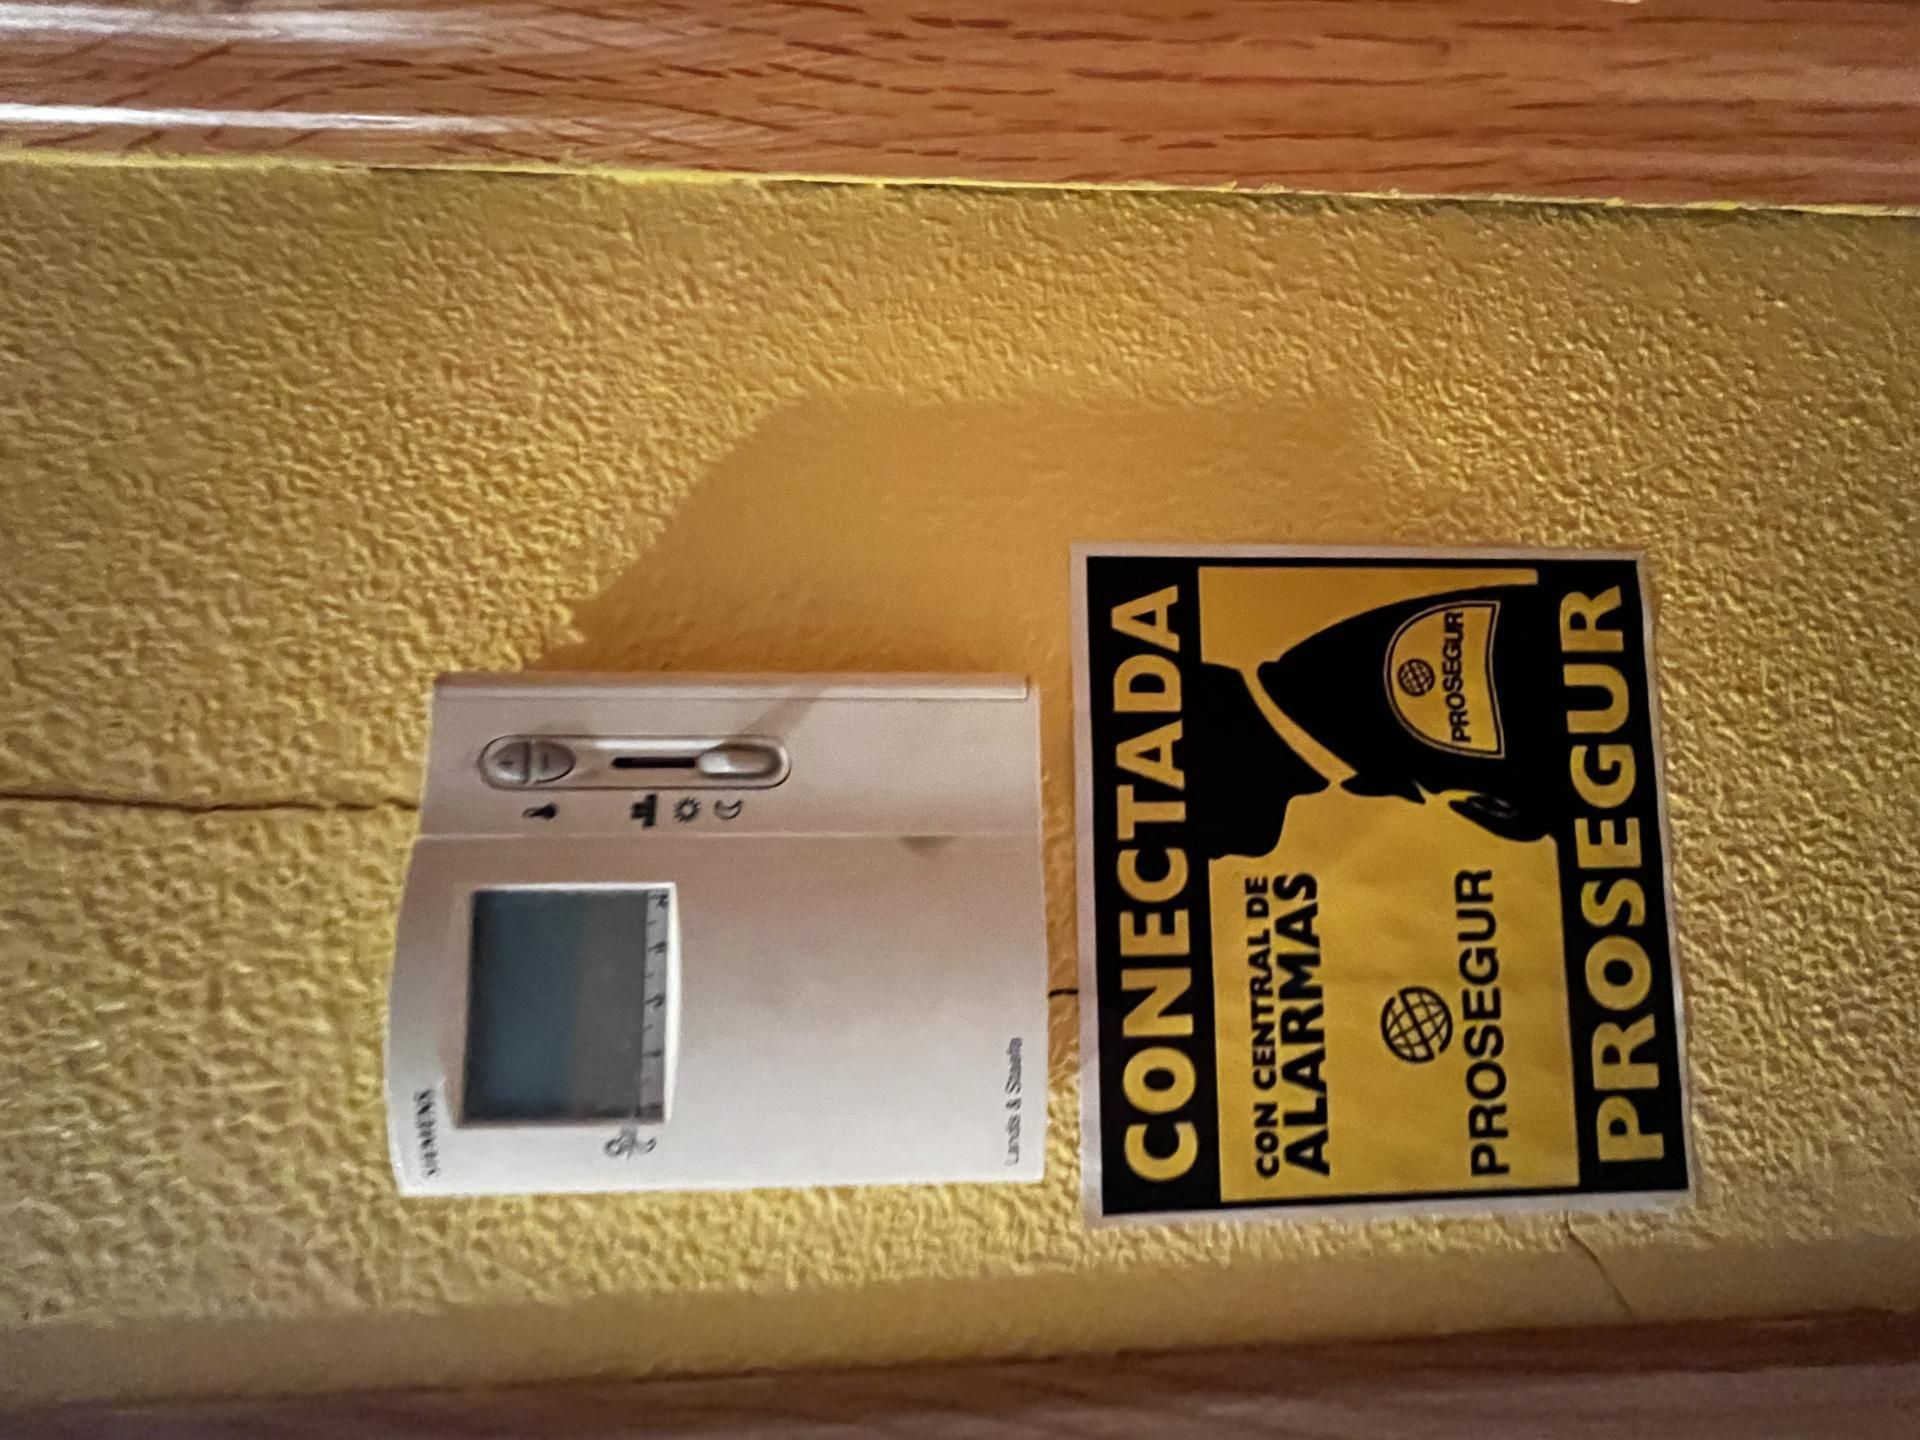 SIEMENS
Landis & Staefa
CONECTADA
CON CENTRAL DE
ALARMAS
PROSEGUR
PROSEGUR
PROSEGUR